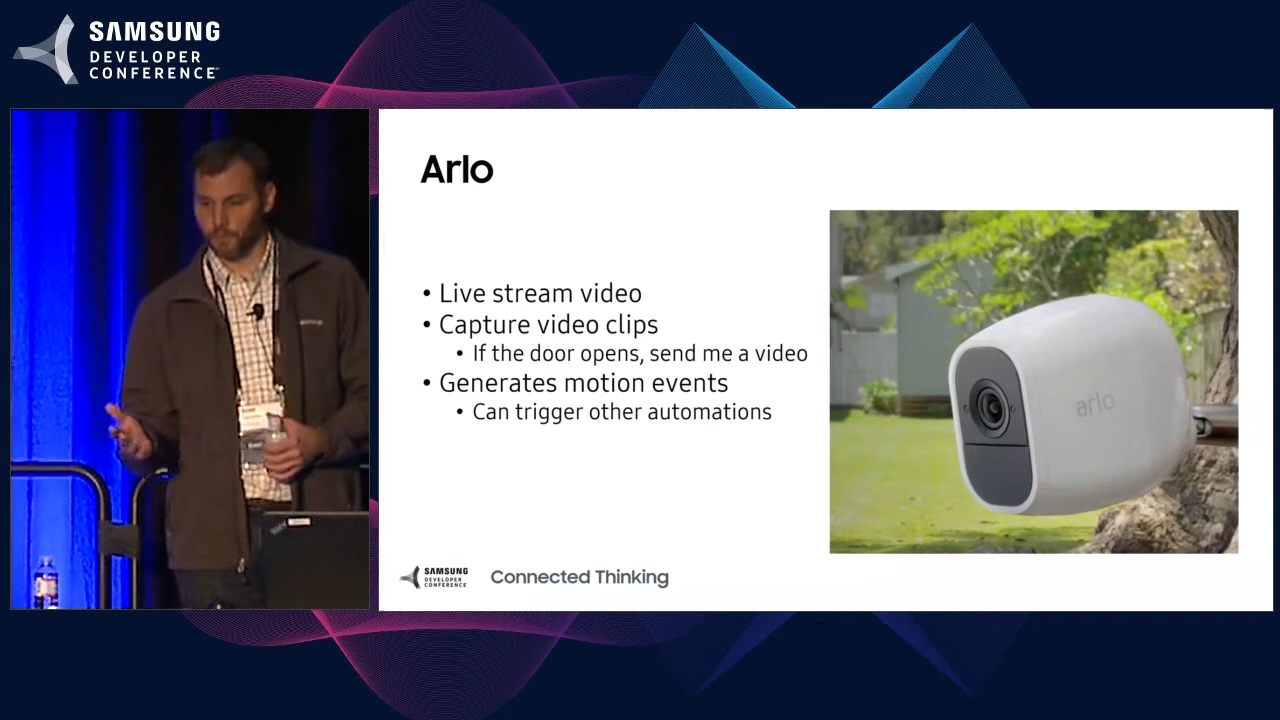 SAMSUNG
DEVELOPER
CONFERENCE
Arlo
• Live stream video
• Capture video clips
• If the door opens, send me a video
• Generates motion events
• Can trigger other automations
arlo
SAMSUNG
DEVELOPER
CONFERENCE
Connected Thinking